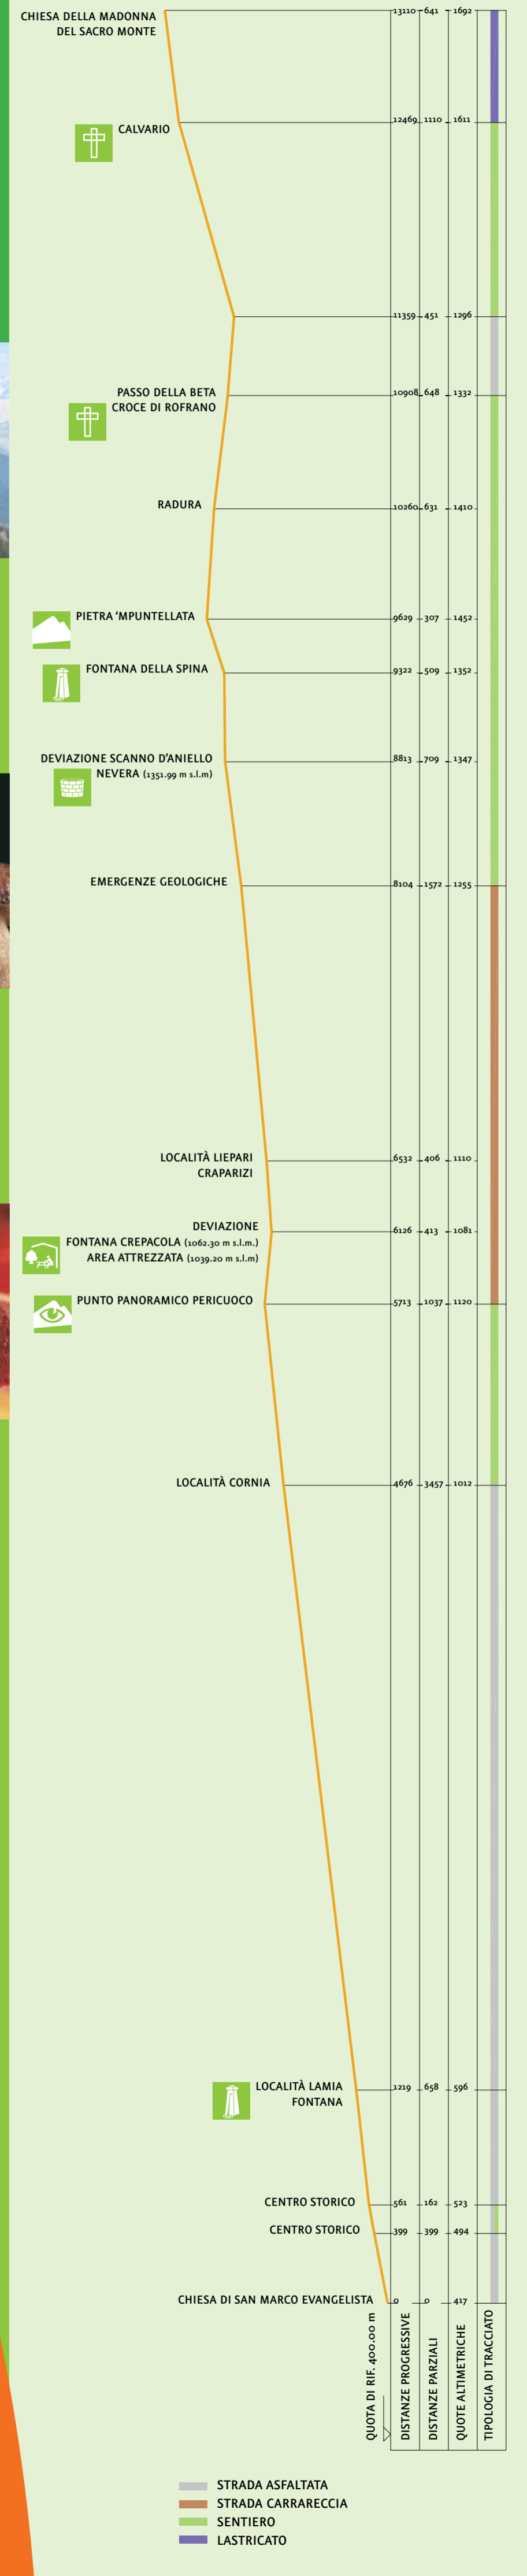 CHIESA DELLA MADONNA
DEL SACRO MONTE
13110 641 1692
CALVARIO
12469 1110 1611
11359 451 1296
PASSO DELLA BETA
CROCE DI ROFRANO
10908 648 1332
RADURA
10260 631 1410
PIETRA ‘MPUNTELLATA
9629 307 1452
FONTANA DELLA SPINA
9322 509 1352
DEVIAZIONE SCANNO D’ANIELLO
NEVERA (1351.99 m s.l.m)
8813 709 1347
EMERGENZE GEOLOGICHE
8104 1572 1255
LOCALITÀ LIEPARI
CRAPARIZI
6532 406 1110
DEVIAZIONE
FONTANA CREPACOLA (1062.30 m s.l.m.)
AREA ATTREZZATA (1039.20 m s.l.m)
6126 413 1081
PUNTO PANORAMICO PERICUOCO
5713 1037 1120
LOCALITÀ CORNIA
4676 3457 1012
LOCALITÀ LAMIA
FONTANA
1219 658 596
CENTRO STORICO
561 162 523
CENTRO STORICO
399 399 494
CHIESA DI SAN MARCO EVANGELISTA
0 0 417
QUOTA DI RIF. 400.00 m
DISTANZE PROGRESSIVE
DISTANZE PARZIALI
QUOTE ALTIMETRICHE
TIPOLOGIA DI TRACCIATO
STRADA ASFALTATA
STRADA CARRARECCIA
SENTIERO
LASTRICATO